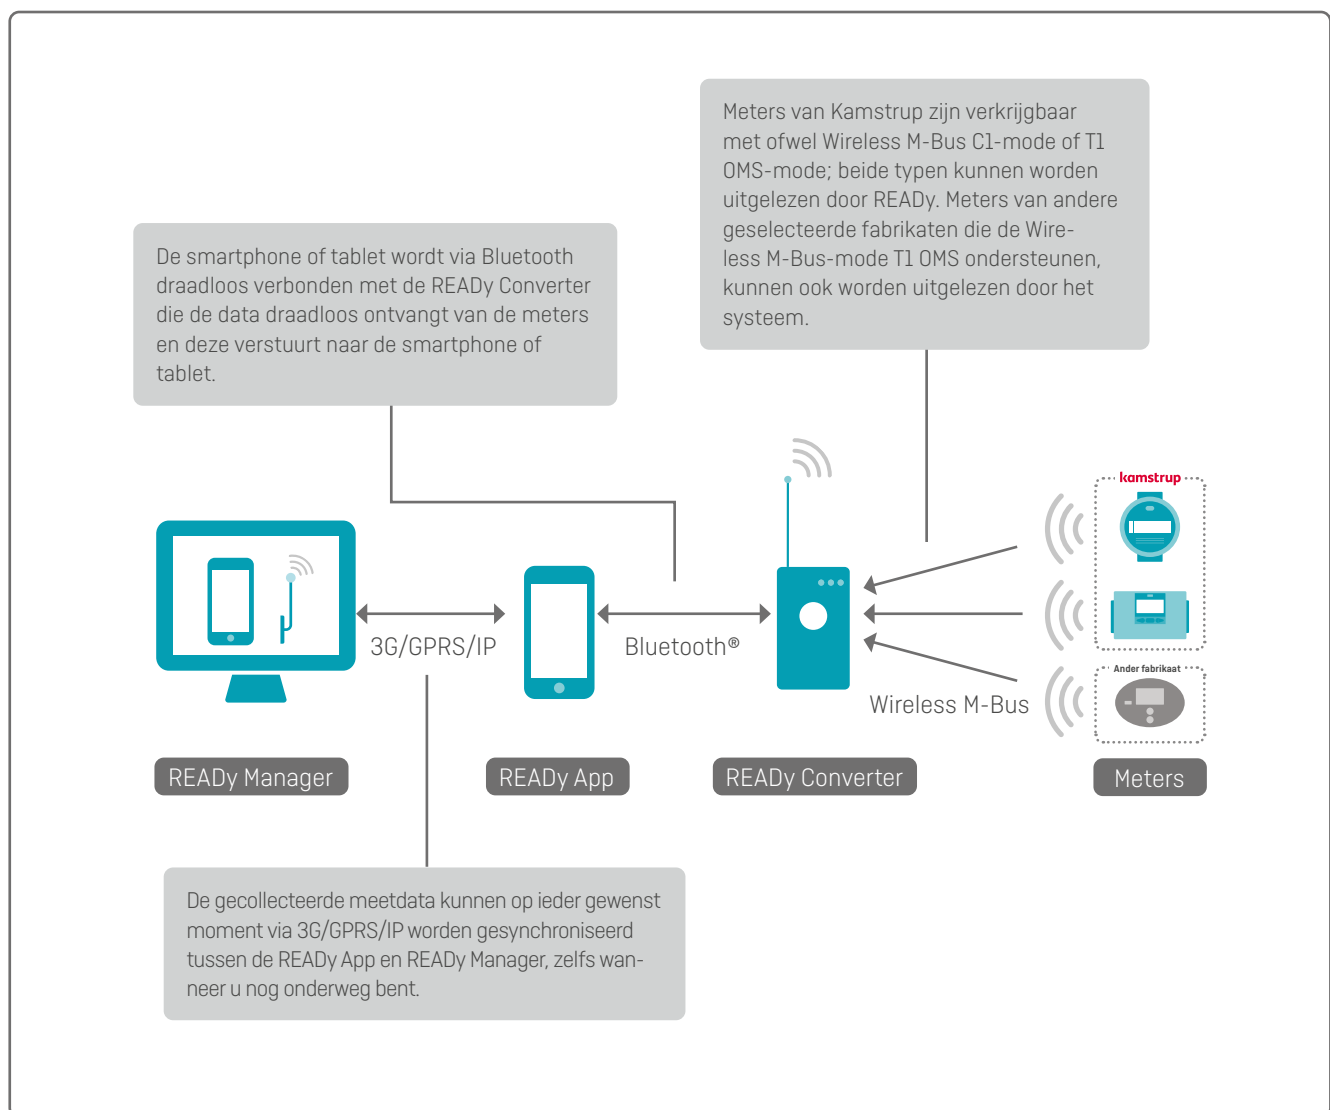 Meters van Kamstrup zijn verkrijgbaar
met ofwel Wireless M-Bus C1-mode of T1
OMS-mode; beide typen kunnen worden
uitgelezen door READy. Meters van andere
geselecteerde fabrikaten die de Wire-
less M-Bus-mode T1 OMS ondersteunen,
kunnen ook worden uitgelezen door het
systeem.
De smartphone of tablet wordt via Bluetooth
draadloos verbonden met de READy Converter
die de data draadloos ontvangt van de meters
en deze verstuurt naar de smartphone of
tablet.
kamstrup
3G/GPRS/IP
Bluetooth®
Wireless M-Bus
Ander fabrikaat
READy Manager
READy App
READy Converter
Meters
De gecollecteerde meetdata kunnen op ieder gewenst
moment via 3G/GPRS/IP worden gesynchroniseerd
tussen de READy App en READy Manager, zelfs wan-
neer u nog onderweg bent.